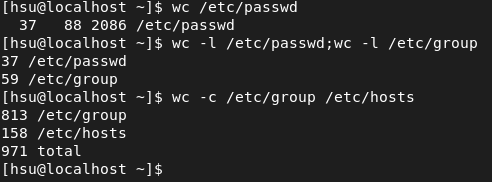 [hsu@localhost ~]$ wc /etc/passwd
  37   88 2086 /etc/passwd
[hsu@localhost ~]$ wc -l /etc/passwd;wc -l /etc/group
37 /etc/passwd
59 /etc/group
[hsu@localhost ~]$ wc -c /etc/group /etc/hosts
813 /etc/group
158 /etc/hosts
971 total
[hsu@localhost ~]$